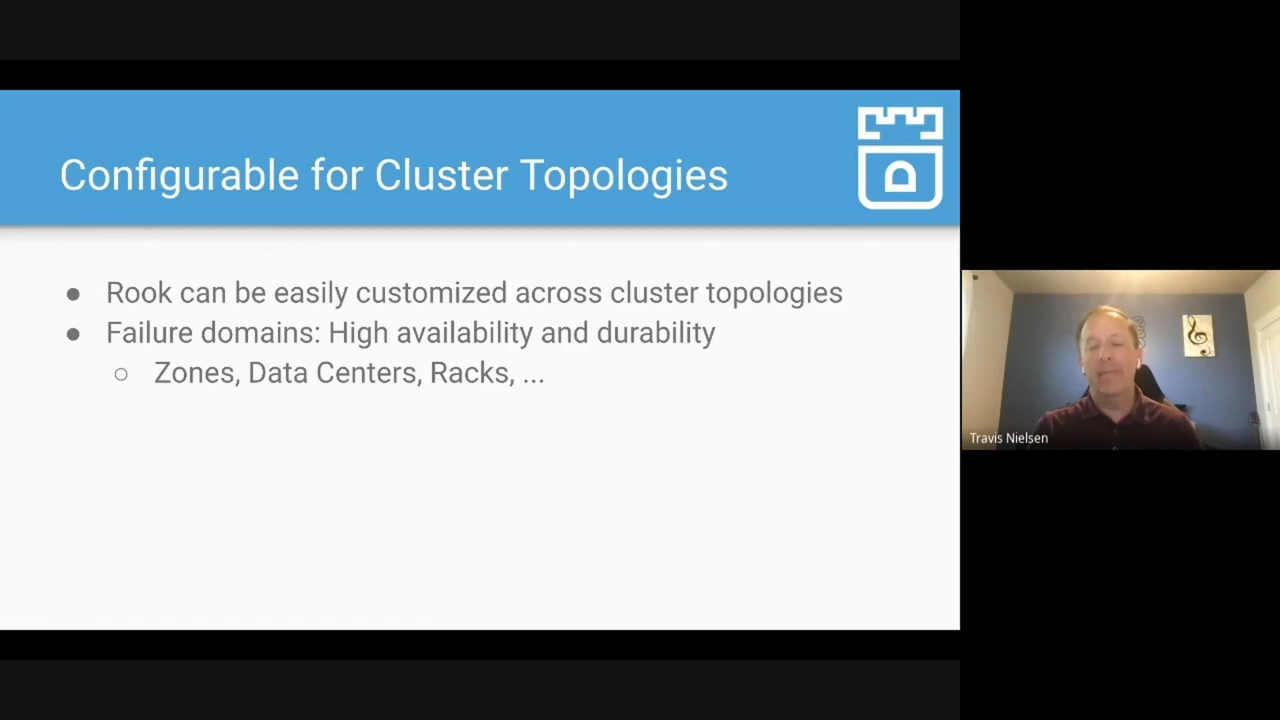 Configurable for Cluster Topologies
● Rook can be easily customized across cluster topologies
● Failure domains: High availability and durability
○ Zones, Data Centers, Racks, ...
Travis Nielsen